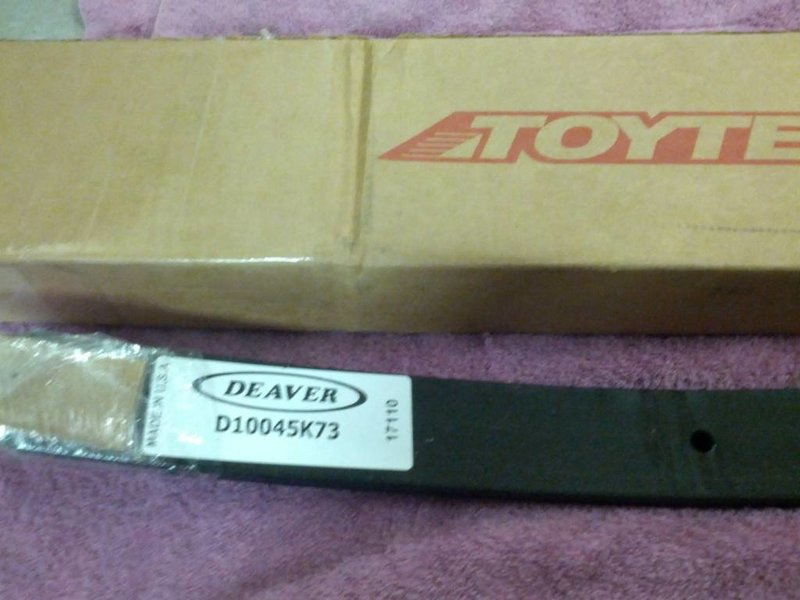 TOYTE
DEAVER
D10045K73
MADE IN U.S.A
17110